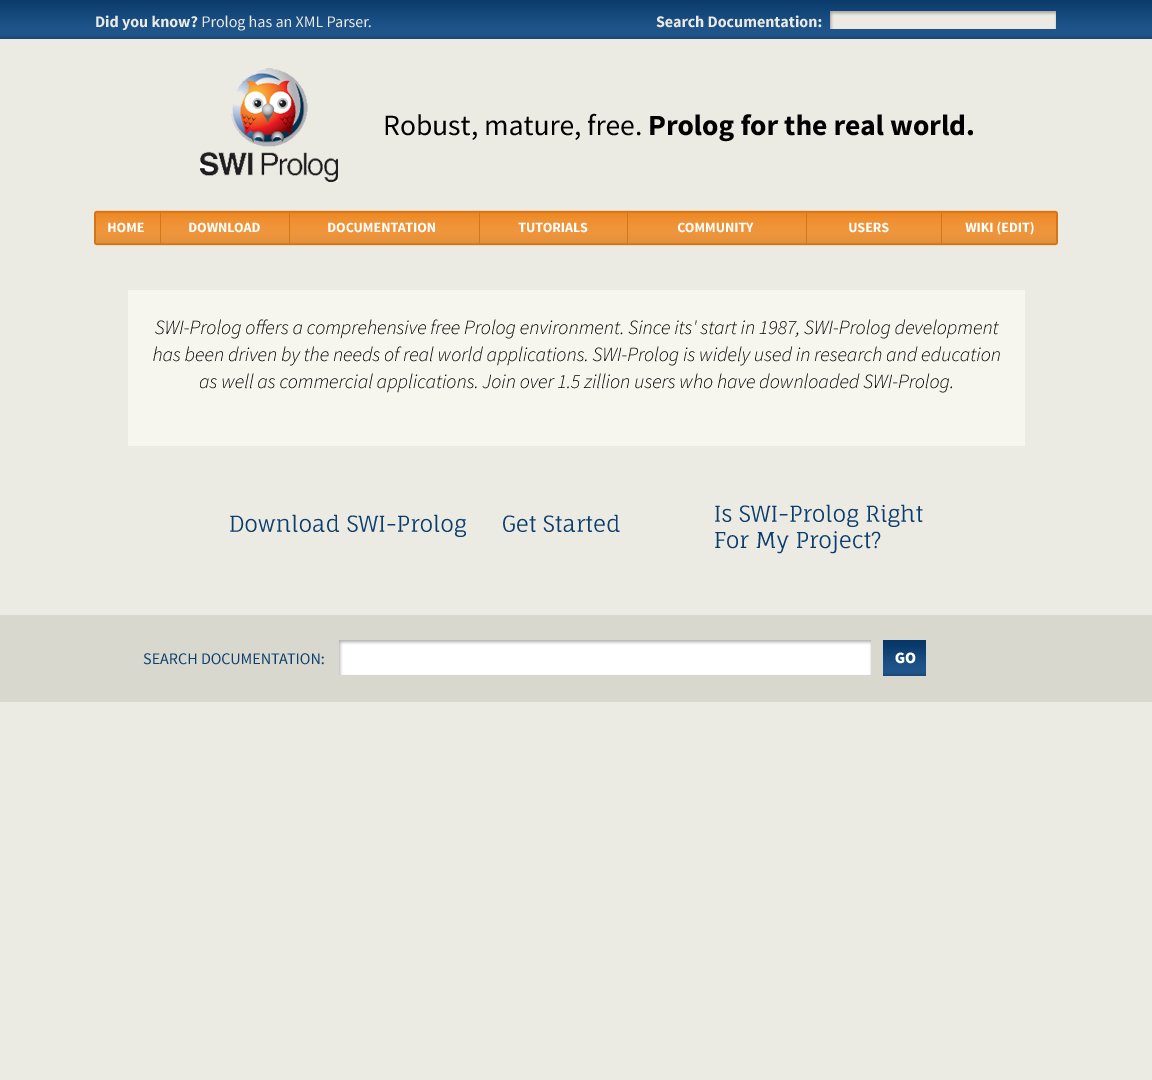 Did you know? Prolog has an XML Parser.
Search Documentation:
SWI Prolog
Robust, mature, free. Prolog for the real world.
HOME
DOWNLOAD
DOCUMENTATION
TUTORIALS
COMMUNITY
USERS
WIKI (EDIT)
SWI-Prolog offers a comprehensive free Prolog environment. Since its' start in 1987, SWI-Prolog development
has been driven by the needs of real world applications. SWI-Prolog is widely used in research and education
as well as commercial applications. Join over 1.5 zillion users who have downloaded SWI-Prolog.
Download SWI-Prolog
Get Started
Is SWI-Prolog Right
For My Project?
SEARCH DOCUMENTATION:
GO